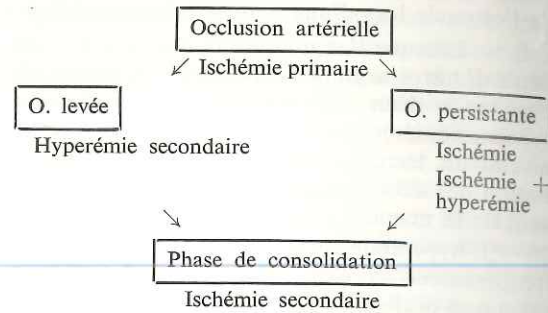 Occlusion artérielle
Ischémie primaire
O. levée
O. persistante
Hyperémie secondaire
Ischémie
Ischémie +
hyperémie
Phase de consolidation
Ischémie secondaire